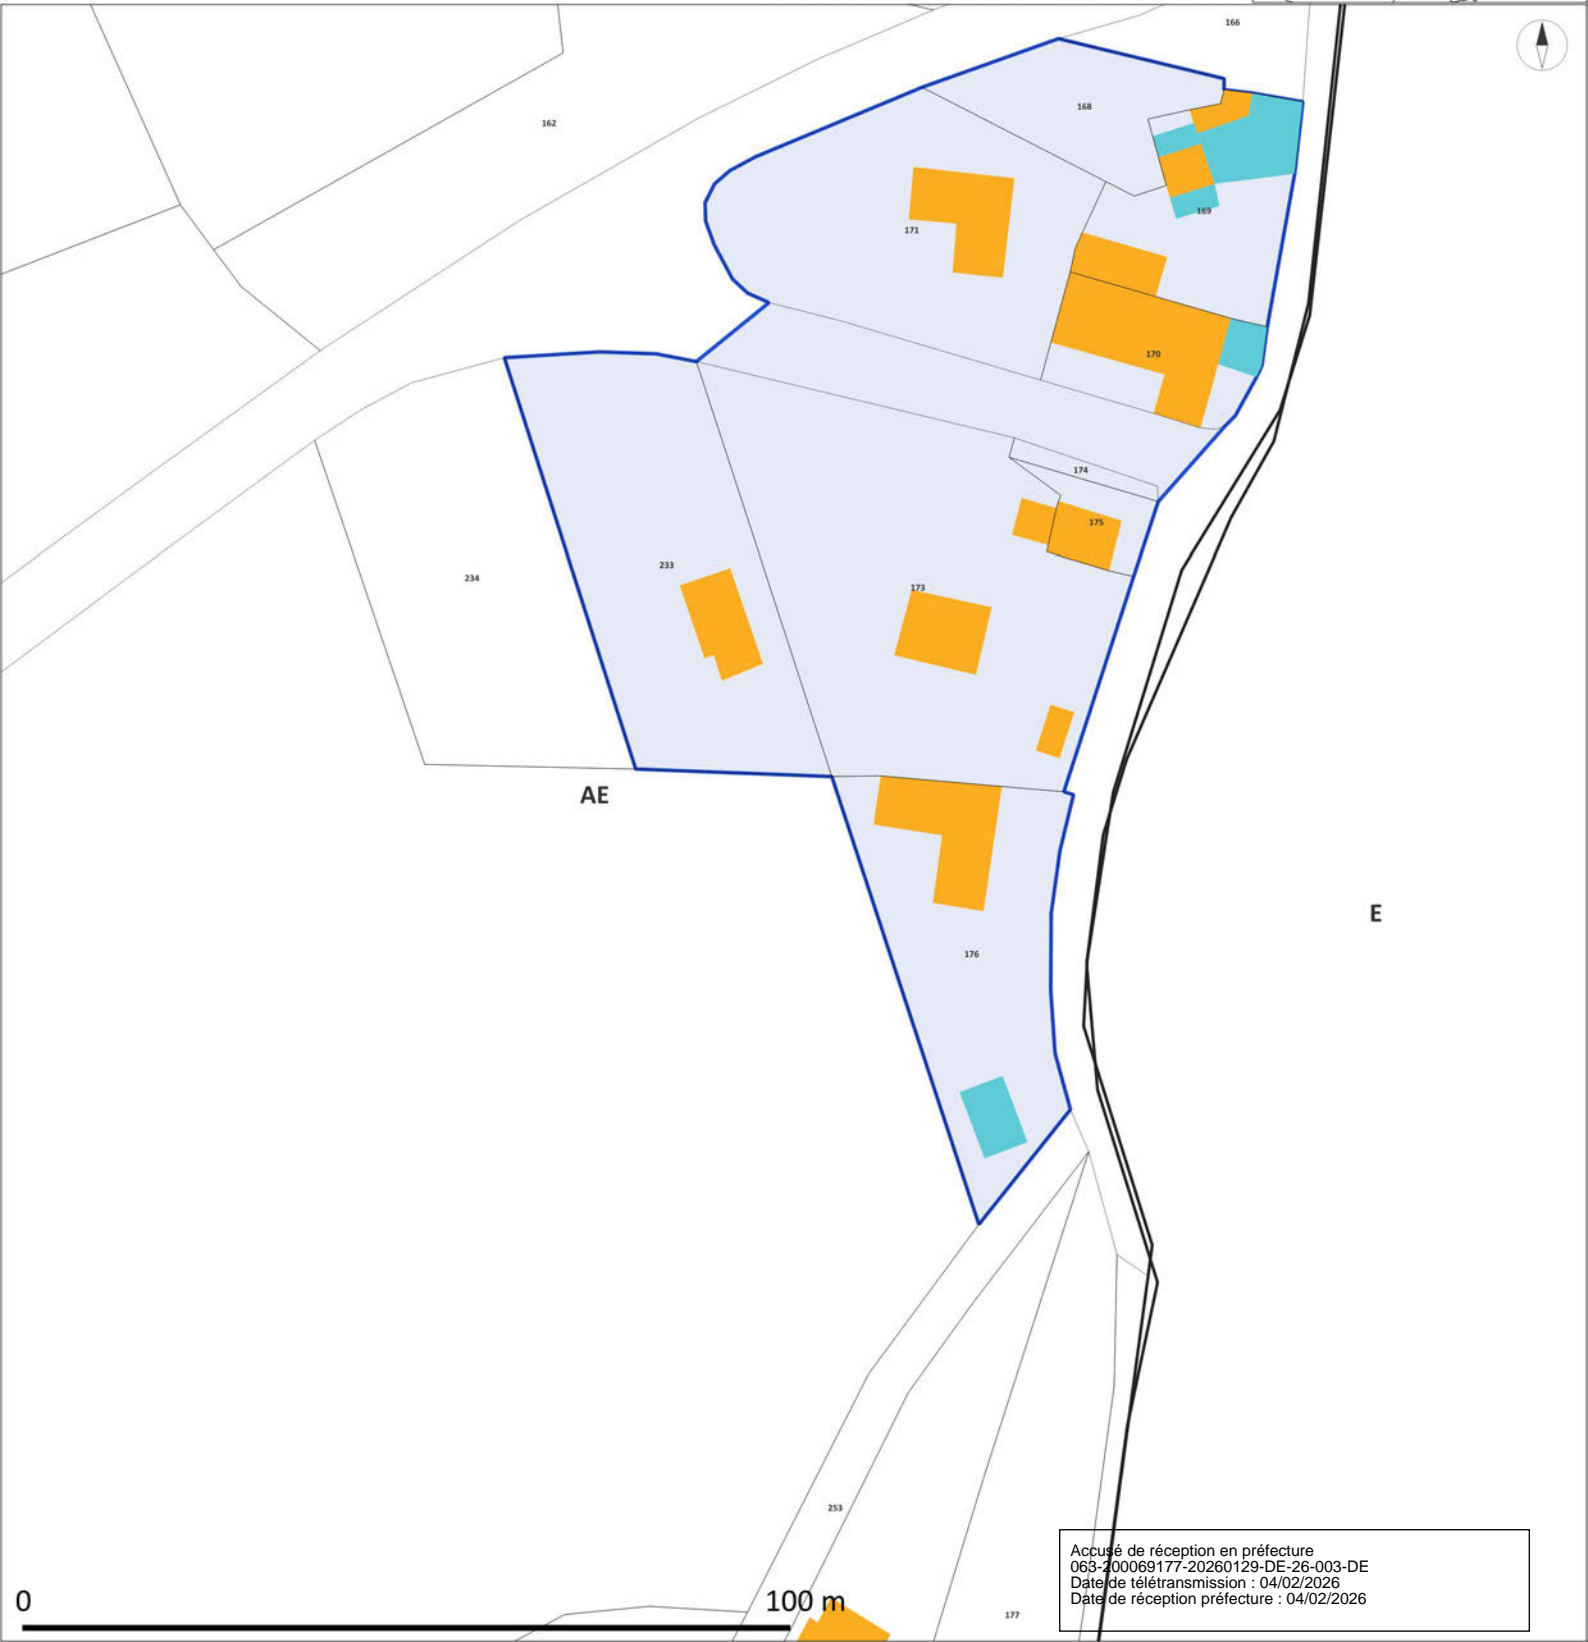 166
162
168
169
171
170
174
175
233
234
173
AE
E
176
253
177
0
100 m
Accusé de réception en préfecture
063-200069177-20260129-DE-26-003-DE
Date de télétransmission : 04/02/2026
Date de réception préfecture : 04/02/2026